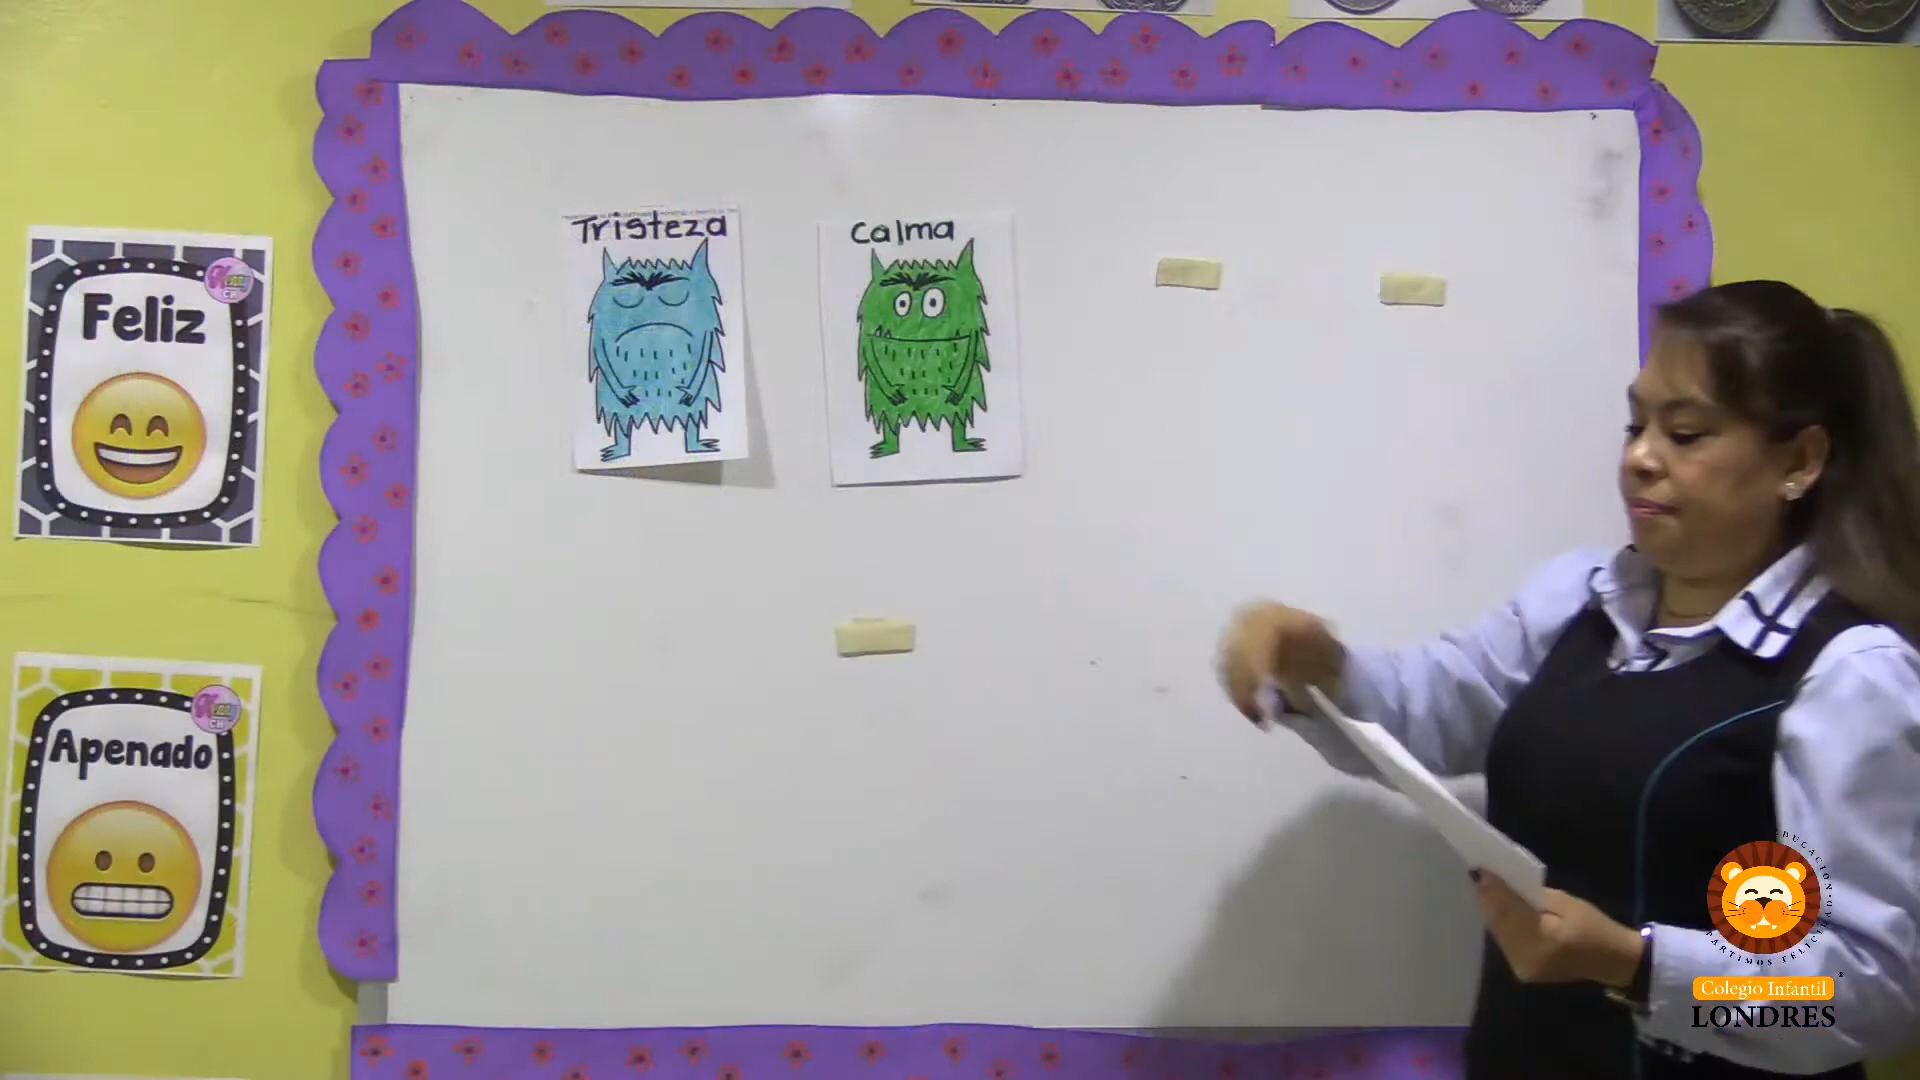 Tristeza
Calma
Feliz
Apenado
Colegio Infantil
LONDRES